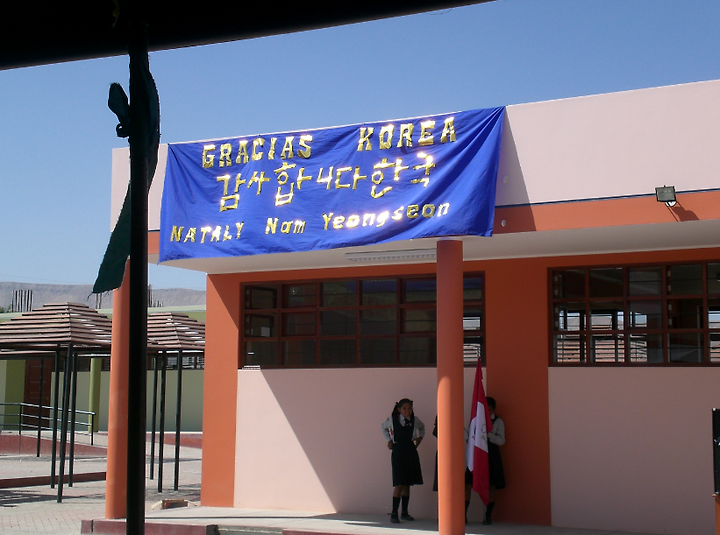 GRACIAS KOREA
감사합니다한국
NATALY Nam Yeongseon